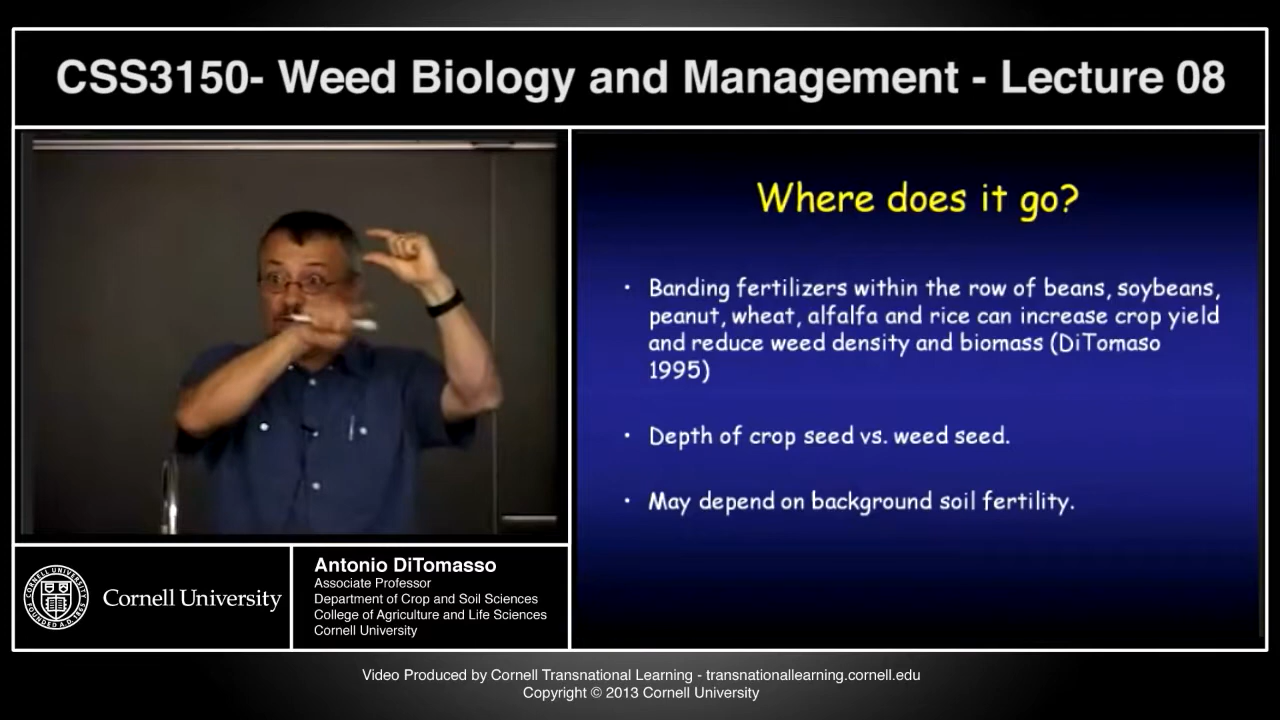 CSS3150- Weed Biology and Management - Lecture 08
Where does it go?
• Banding fertilizers within the row of beans, soybeans,
peanut, wheat, alfalfa and rice can increase crop yield
and reduce weed density and biomass (DiTomaso
1995)
• Depth of crop seed vs. weed seed.
• May depend on background soil fertility.
Cornell University
Antonio DiTomasso
Associate Professor
Department of Crop and Soil Sciences
College of Agriculture and Life Sciences
Cornell University
Video Produced by Cornell Transnational Learning - transnationallearning.cornell.edu
Copyright © 2013 Cornell University